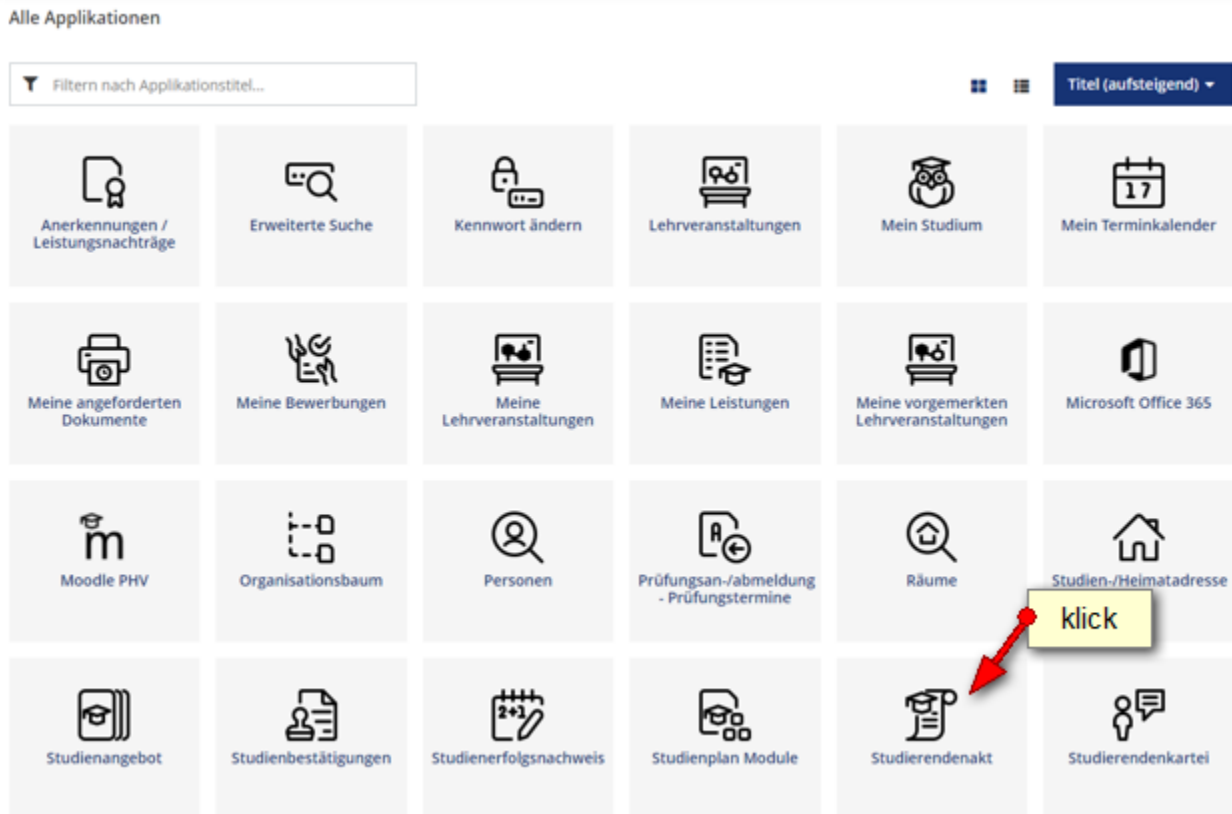 Alle Applikationen
Filtern nach Applikationstitel...
Titel (aufsteigend)
Anerkennungen /
Leistungsnachträge
Erweiterte Suche
Kennwort ändern
Lehrveranstaltungen
Mein Studium
17
Mein Terminkalender
Meine angeforderten
Dokumente
Meine Bewerbungen
Meine
Lehrveranstaltungen
Meine Leistungen
Meine vorgemerkten
Lehrveranstaltungen
Microsoft Office 365
m
Moodle PHV
Organisationsbaum
Personen
A
Prüfungsan-/abmeldung
- Prüfungstermine
Räume
Studien-/Heimatadresse
klick
Studienangebot
Studienbestätigungen
2+1
Studienerfolgsnachweis
Studienplan Module
Studierendenakt
Studierendenkartei